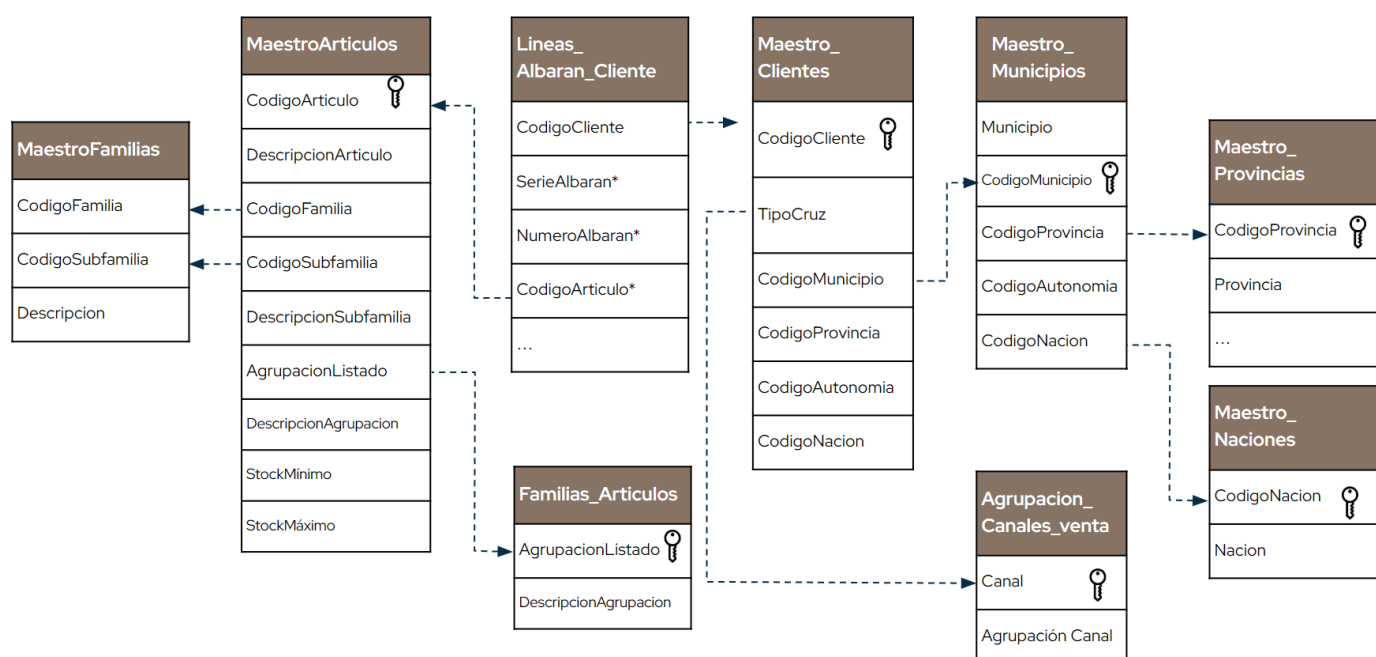 MaestroFamilias
CodigoFamilia
CodigoSubfamilia
Descripcion
MaestroArticulos
CodigoArticulo
DescripcionArticulo
CodigoFamilia
CodigoSubfamilia
DescripcionSubfamilia
AgrupacionListado
DescripcionAgrupacion
StockMínimo
StockMáximo
Lineas_
Albaran_Cliente
CodigoCliente
SerieAlbaran*
NumeroAlbaran*
CodigoArticulo*
...
Familias_Articulos
AgrupacionListado
DescripcionAgrupacion
Maestro_
Clientes
CodigoCliente
TipoCruz
CodigoMunicipio
CodigoProvincia
CodigoAutonomia
CodigoNacion
Maestro_
Municipios
Municipio
CodigoMunicipio
CodigoProvincia
CodigoAutonomia
CodigoNacion
Agrupacion_
Canales_venta
Canal
Agrupación Canal
Maestro_
Provincias
CodigoProvincia
Provincia
...
Maestro_
Naciones
CodigoNacion
Nacion